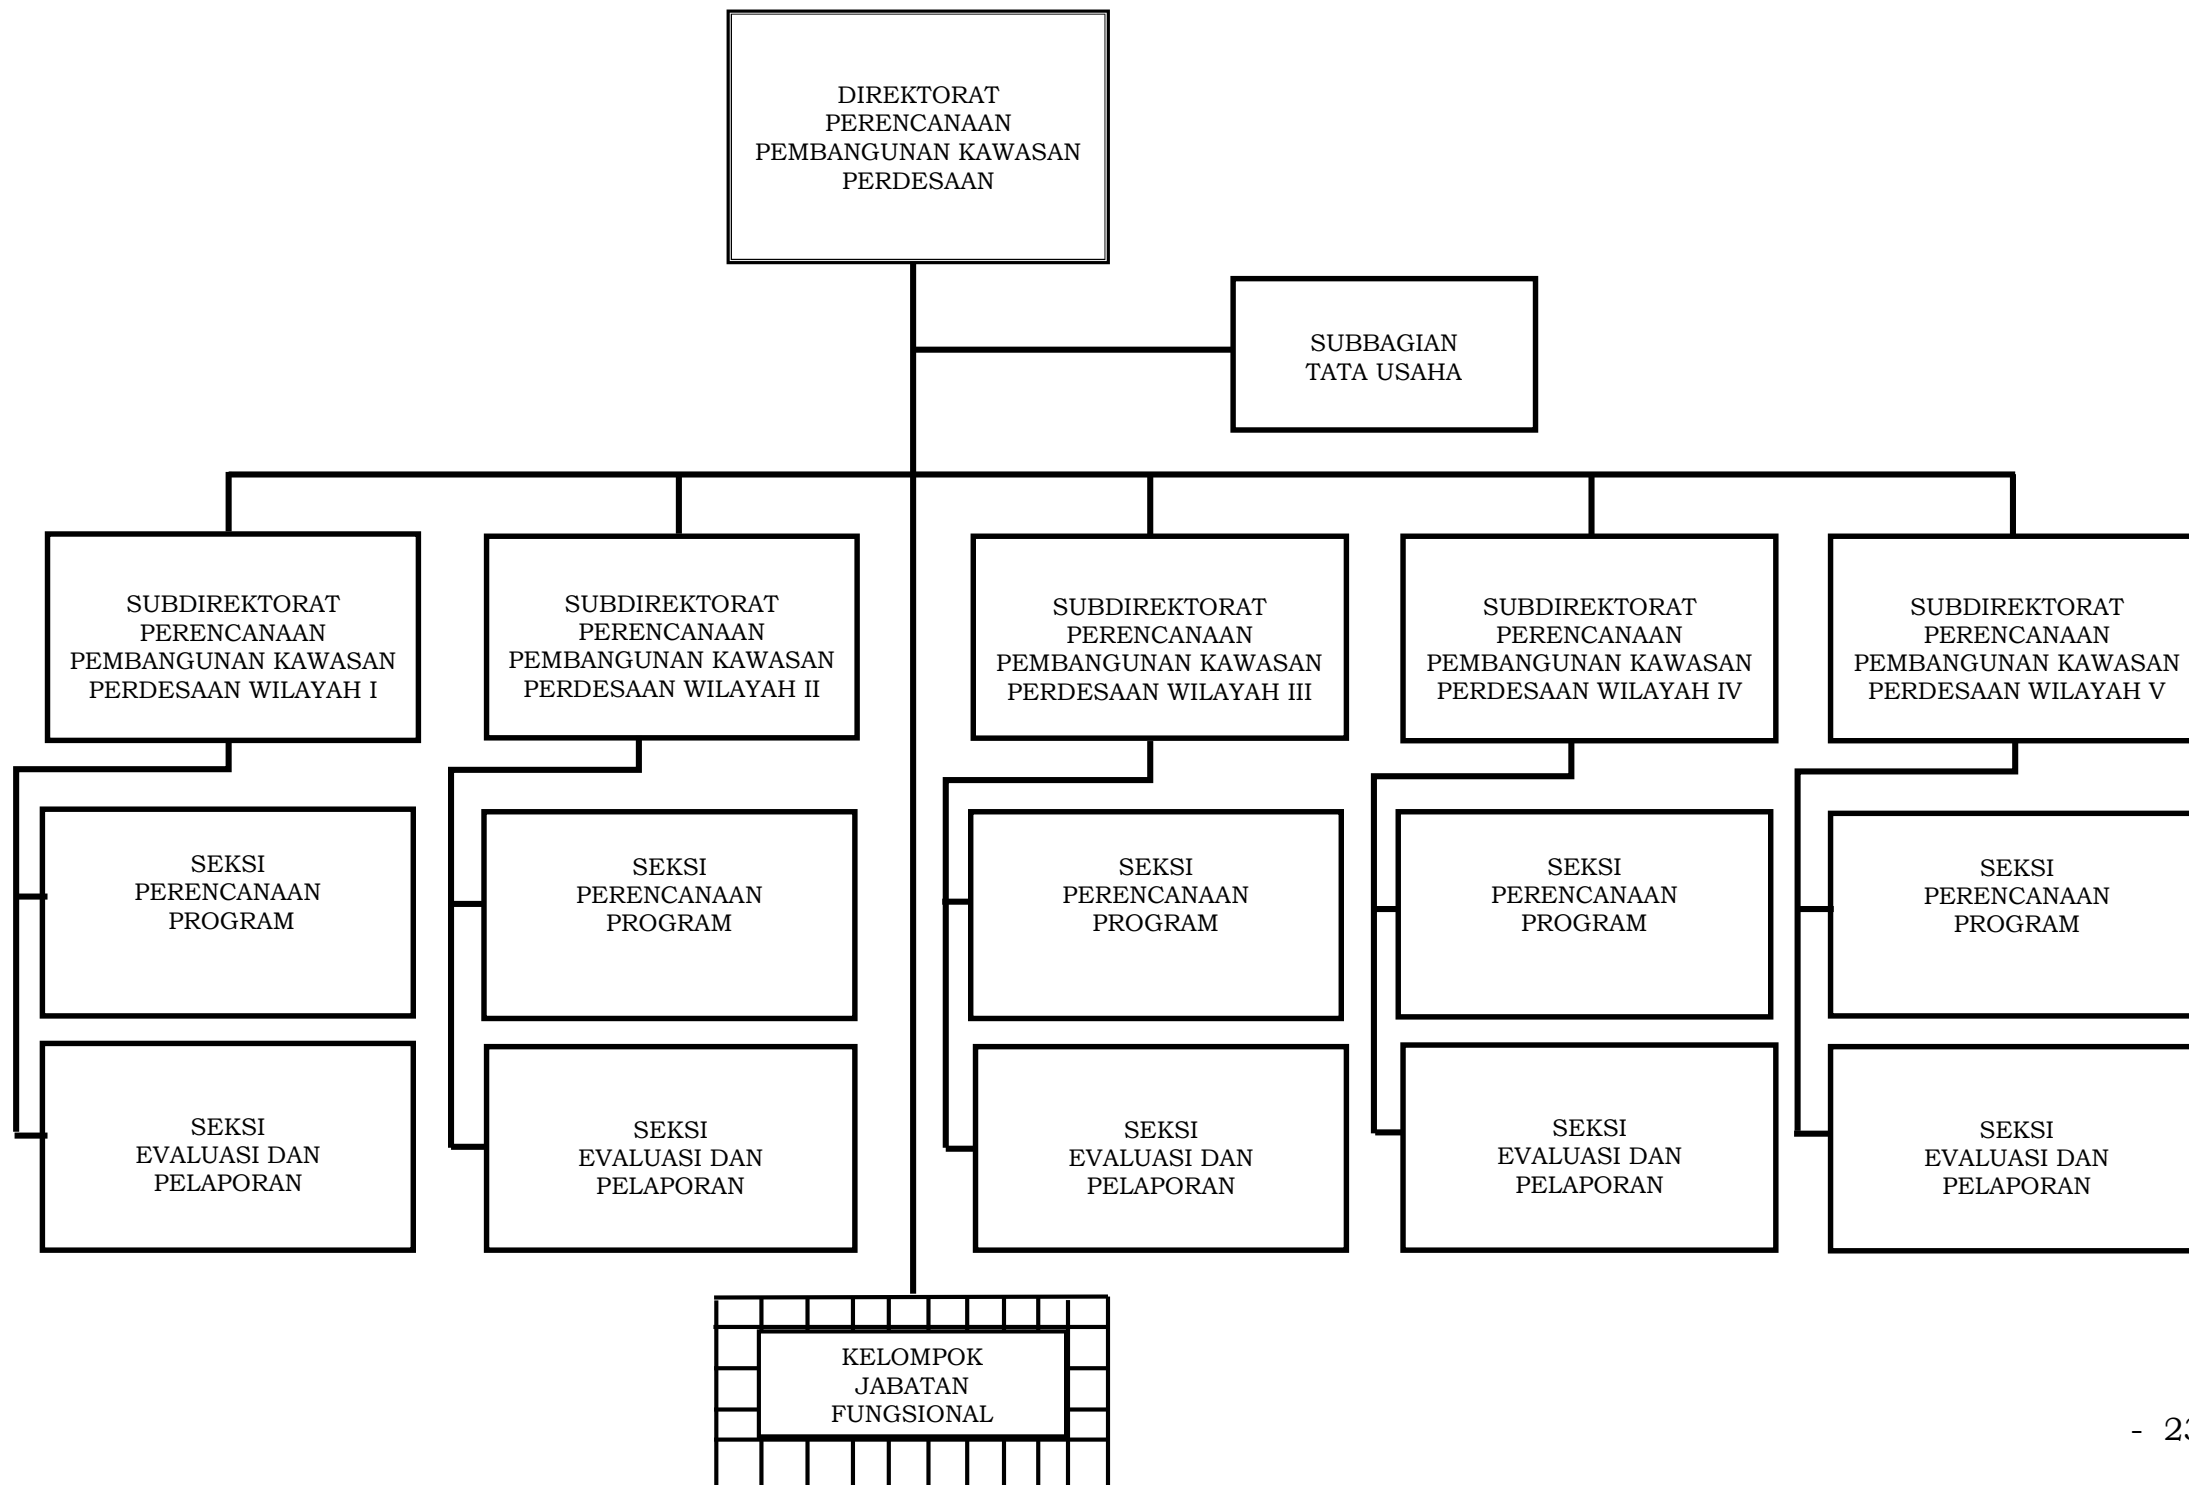 DIREKTORAT
PERENCANAAN
PEMBANGUNAN KAWASAN
PERDESAAN
SUBBAGIAN
TATA USAHA
SUBDIREKTORAT
PERENCANAAN
PEMBANGUNAN KAWASAN
PERDESAAN WILAYAH I
SUBDIREKTORAT
PERENCANAAN
PEMBANGUNAN KAWASAN
PERDESAAN WILAYAH II
SUBDIREKTORAT
PERENCANAAN
PEMBANGUNAN KAWASAN
PERDESAAN WILAYAH III
SUBDIREKTORAT
PERENCANAAN
PEMBANGUNAN KAWASAN
PERDESAAN WILAYAH IV
SUBDIREKTORAT
PERENCANAAN
PEMBANGUNAN KAWASAN
PERDESAAN WILAYAH V
SEKSI
PERENCANAAN
PROGRAM
SEKSI
PERENCANAAN
PROGRAM
SEKSI
PERENCANAAN
PROGRAM
SEKSI
PERENCANAAN
PROGRAM
SEKSI
PERENCANAAN
PROGRAM
SEKSI
EVALUASI DAN
PELAPORAN
SEKSI
EVALUASI DAN
PELAPORAN
SEKSI
EVALUASI DAN
PELAPORAN
SEKSI
EVALUASI DAN
PELAPORAN
SEKSI
EVALUASI DAN
PELAPORAN
KELOMPOK
JABATAN
FUNGSIONAL